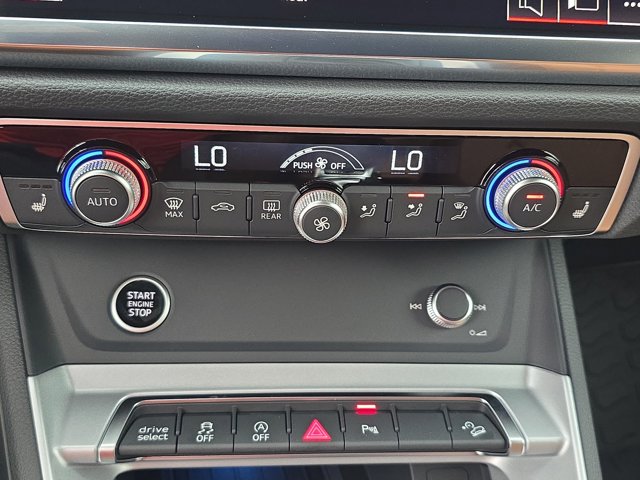 LO
PUSH OFF
LO
AUTO
MAX
REAR
A/C
START
ENGINE
STOP
drive
select
OFF
A
OFF
P